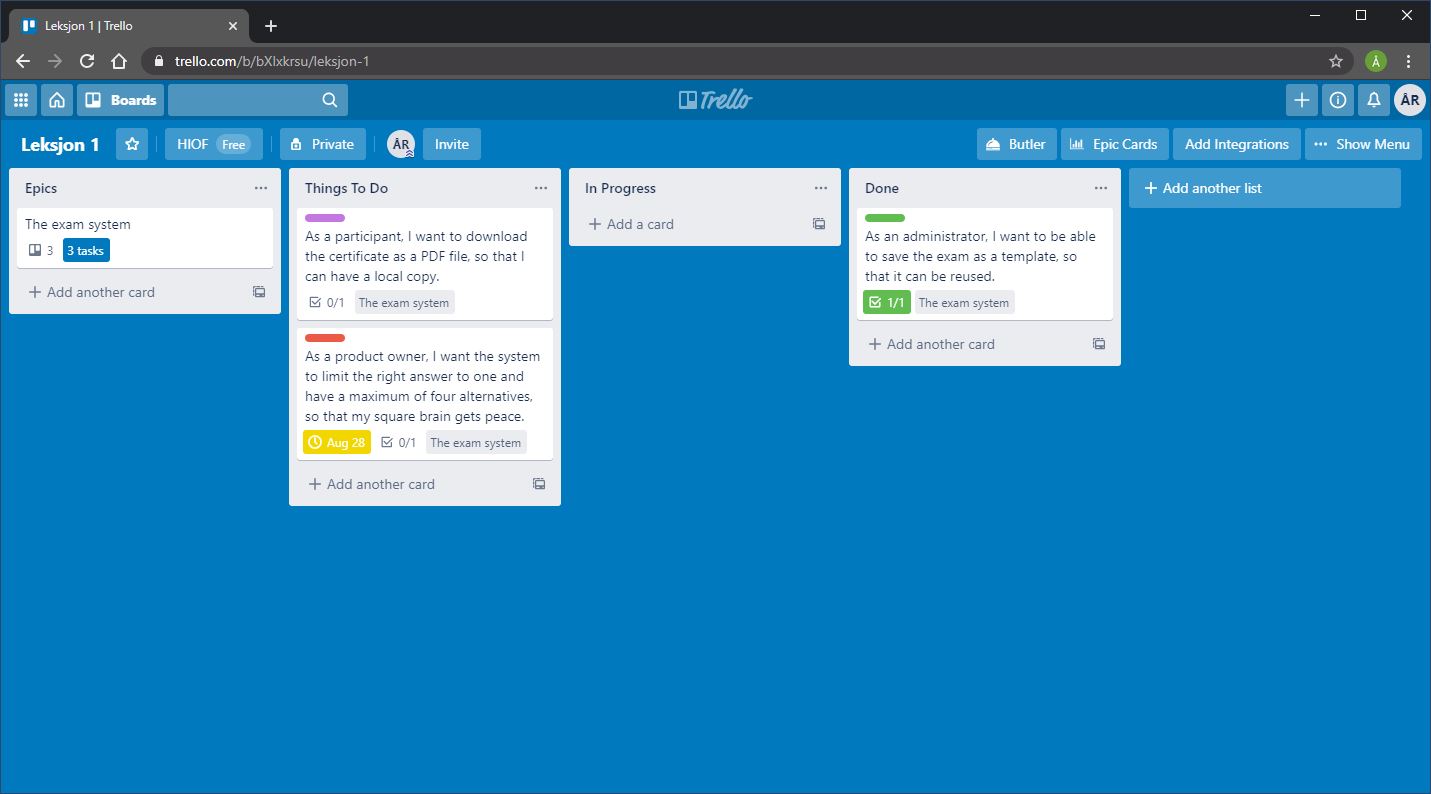 Leksjon 1 | Trello
trello.com/b/bXlxkrsu/leksjon-1
Boards
Trello
ÅR
Leksjon 1
HIOF Free
Private
ÅR
Invite
Butler
Epic Cards
Add Integrations
Show Menu
Epics
The exam system
3 3 tasks
Add another card
Things To Do
As a participant, I want to download
the certificate as a PDF file, so that I
can have a local copy.
0/1 The exam system
As a product owner, I want the system
to limit the right answer to one and
have a maximum of four alternatives,
so that my square brain gets peace.
Aug 28 0/1 The exam system
Add another card
In Progress
Add a card
Done
As an administrator, I want to be able
to save the exam as a template, so
that it can be reused.
1/1 The exam system
Add another card
Add another list
Å